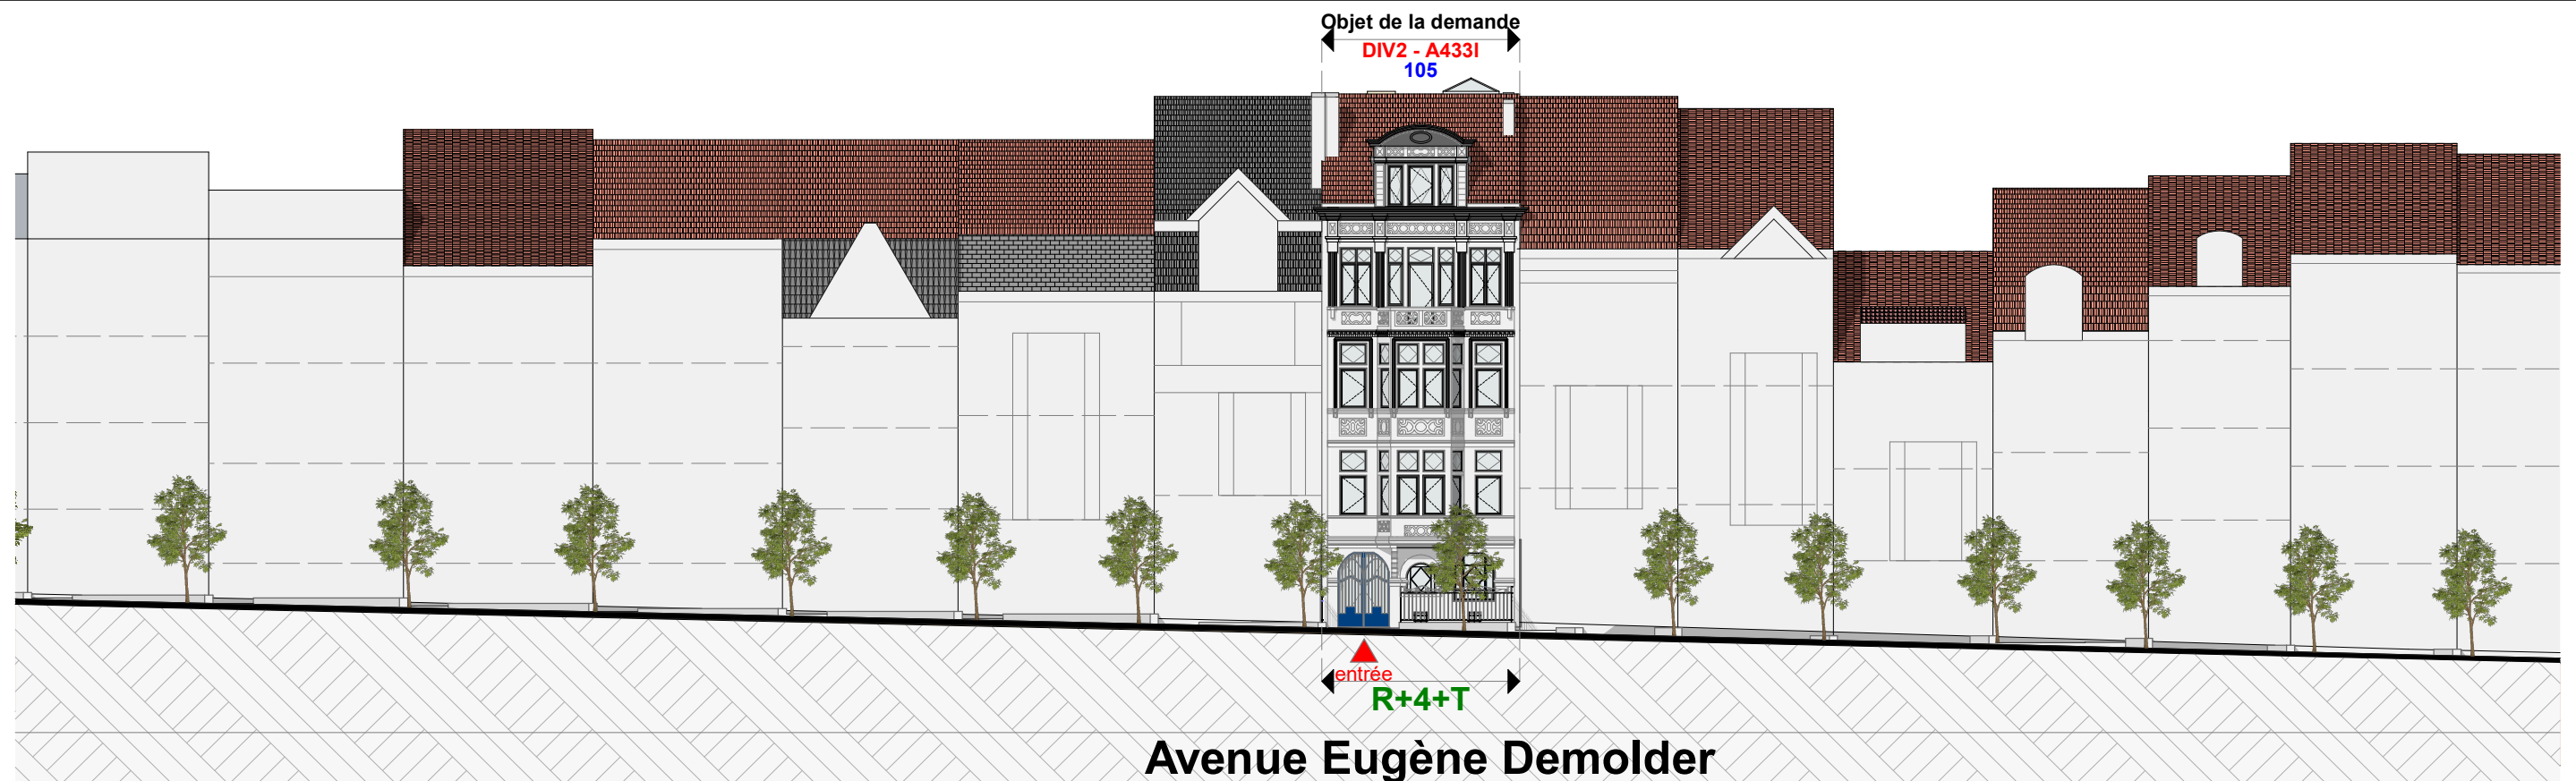 Objet de la demande
DIV2 - A433l
105
entrée
R+4+T
Avenue Eugène Demolder